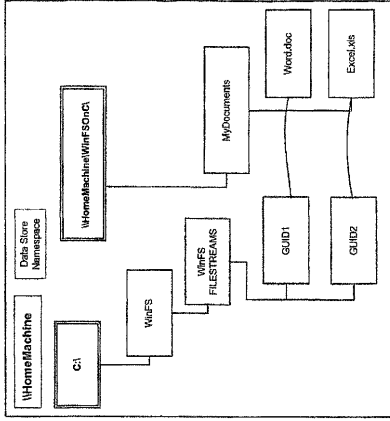 \\HomeMachine
Data Store
Namespace
C:\
\\HomeMachine\WinFSOnC\
WinFS
WinFS
FILESTREAMS
MyDocuments
GUID1
GUID2
Word.doc
Excel.xls